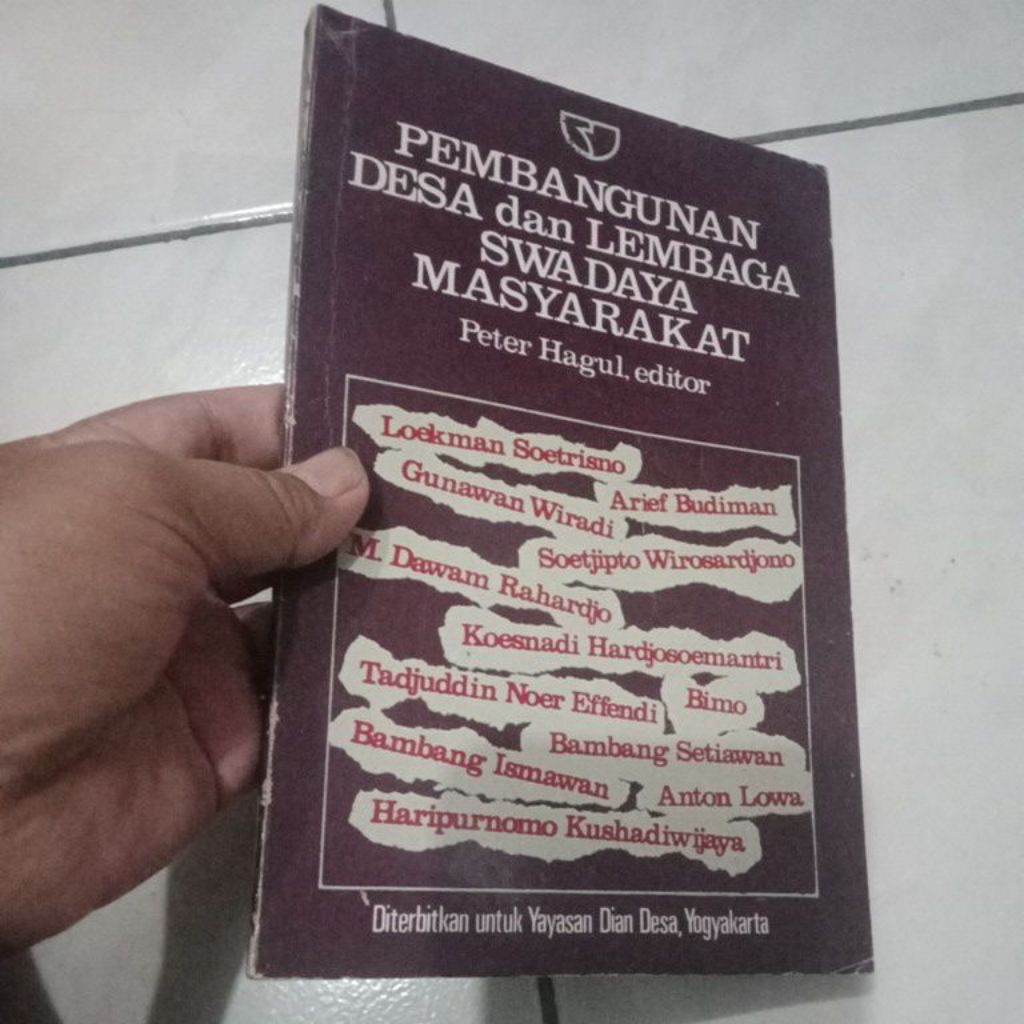 PEMBANGUNAN
DESA dan LEMBAGA
SWADAYA
MASYARAKAT
Peter Hagul, editor
Loekman Soetrisno
Gunawan Wiradi
Arief Budiman
Soetjipto Wirosardjono
M. Dawam Rahardjo
Koesnadi Hardjosoemantri
Tadjuddin Noer Effendi
Bimo
Bambang Setiawan
Bambang Ismawan
Anton Lowa
Haripurnomo Kushadiwijaya
Diterbitkan untuk Yayasan Dian Desa, Yogyakarta